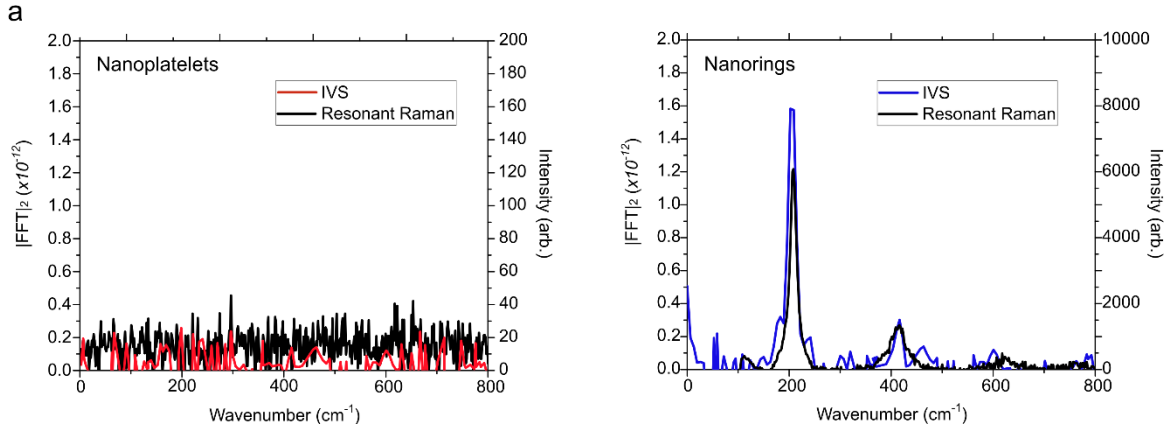 a
Nanoplatelets
IVS
Resonant Raman
|FFT|₂ (x10⁻¹²)
2.0
1.8
1.6
1.4
1.2
1.0
0.8
0.6
0.4
0.2
0.0
200
180
160
140
120
100
80
60
40
20
0
Intensity (arb.)
0 200 400 600 800
Wavenumber (cm⁻¹)
Nanorings
IVS
Resonant Raman
|FFT|₂ (x10⁻¹²)
2.0
1.8
1.6
1.4
1.2
1.0
0.8
0.6
0.4
0.2
0.0
10000
8000
6000
4000
2000
0
Intensity (arb.)
0 200 400 600 800
Wavenumber (cm⁻¹)